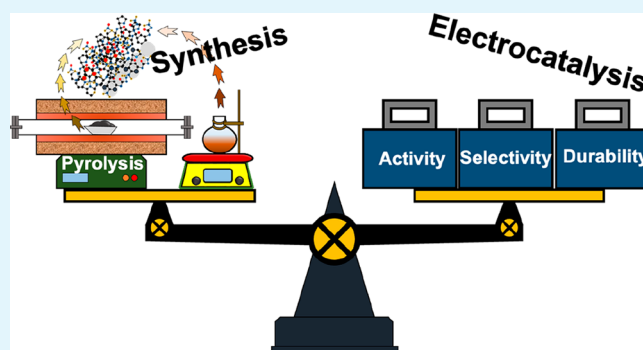 Synthesis
Electrocatalysis
Pyrolysis
Activity
Selectivity
Durability